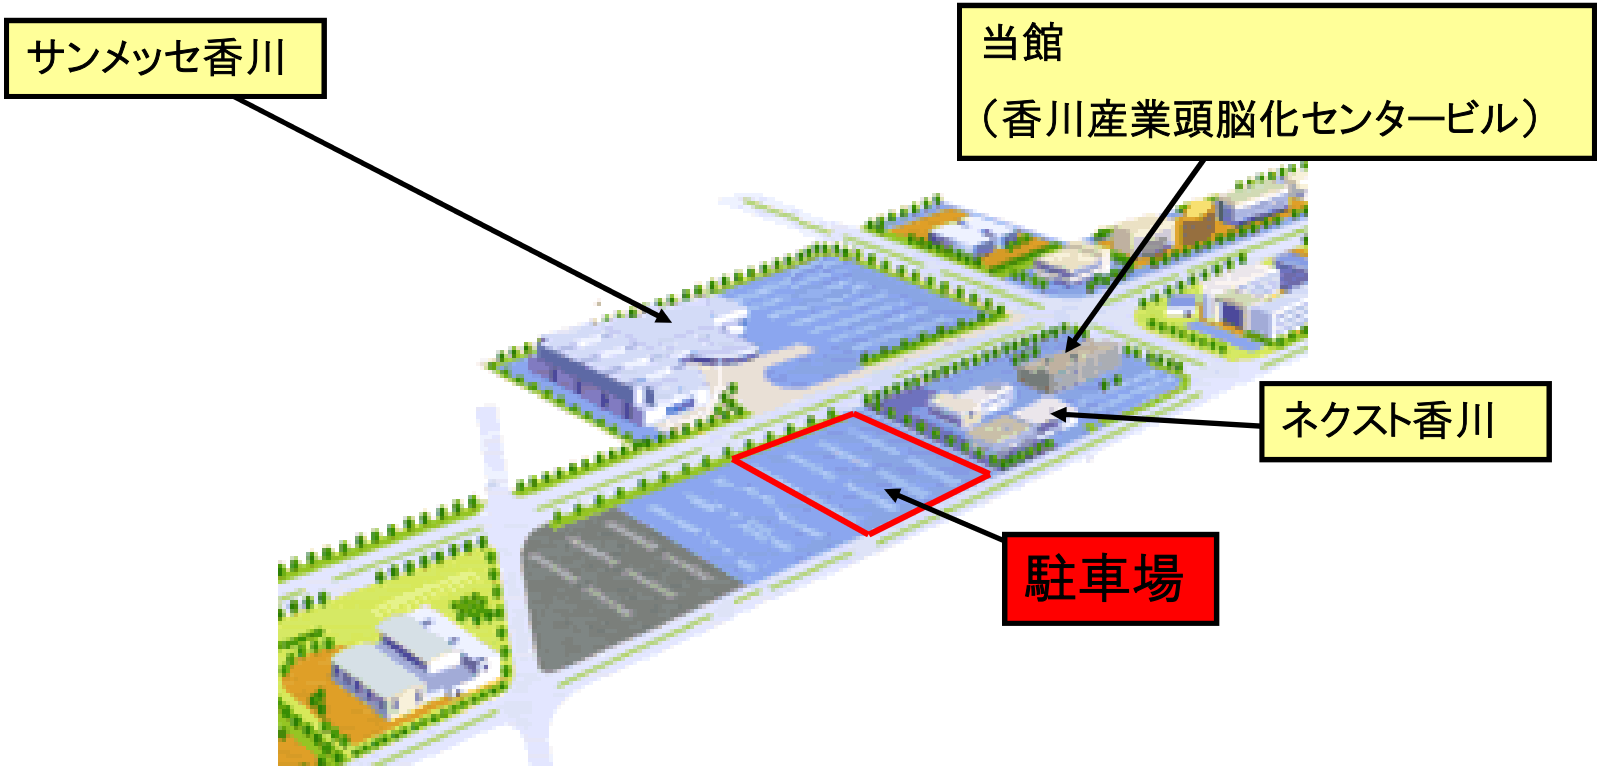 サンメッセ香川
当館
（香川産業頭脳化センタービル）
ネクスト香川
駐車場